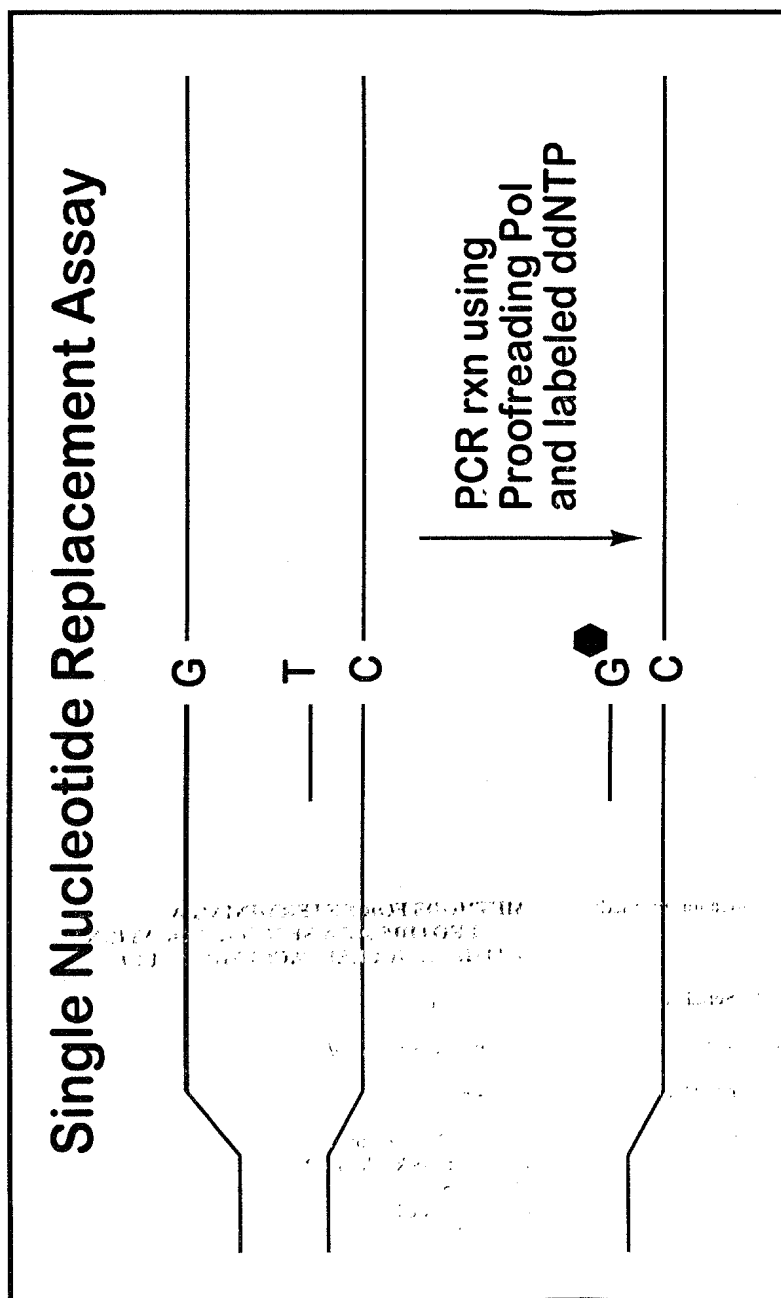 Single Nucleotide Replacement Assay
G
T
C
PCR rxn using
Proofreading Pol
and labeled ddNTP
G
C